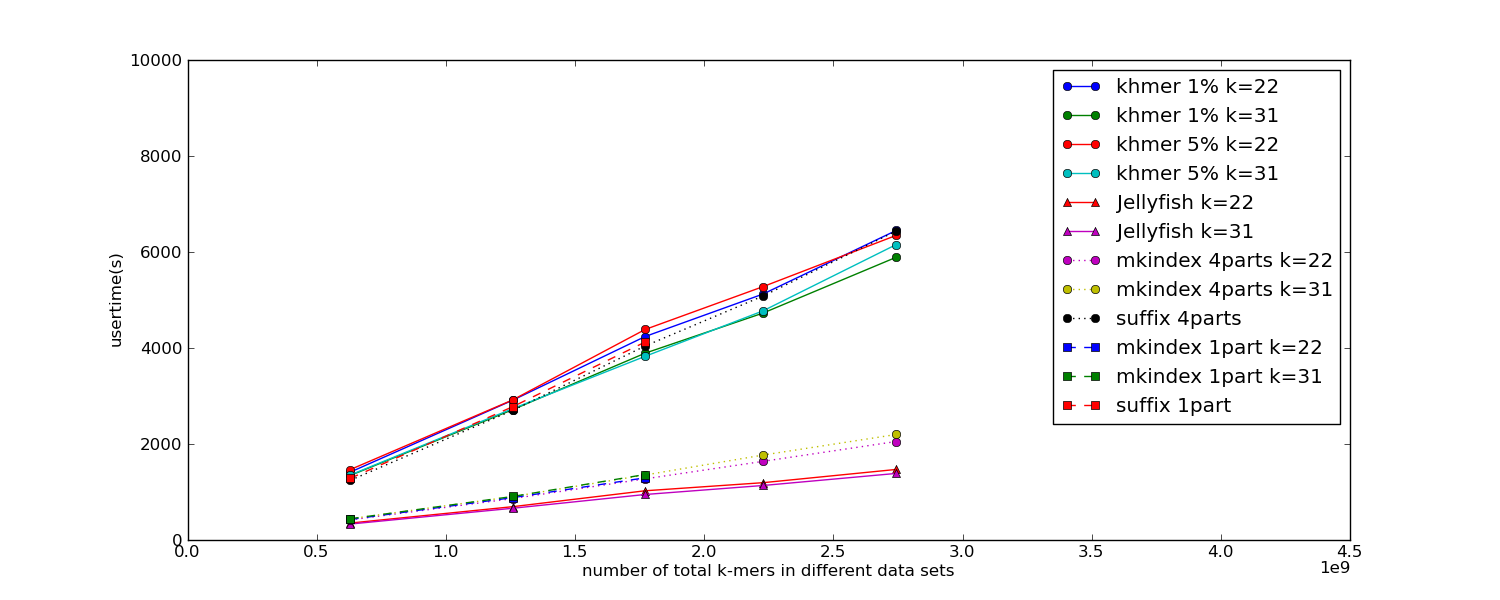 10000
8000
6000
4000
2000
0
usertime(s)
khmer 1% k=22
khmer 1% k=31
khmer 5% k=22
khmer 5% k=31
Jellyfish k=22
Jellyfish k=31
mkindex 4parts k=22
mkindex 4parts k=31
suffix 4parts
mkindex 1part k=22
mkindex 1part k=31
suffix 1part
0.0 0.5 1.0 1.5 2.0 2.5 3.0 3.5 4.0 4.5
1e9
number of total k-mers in different data sets